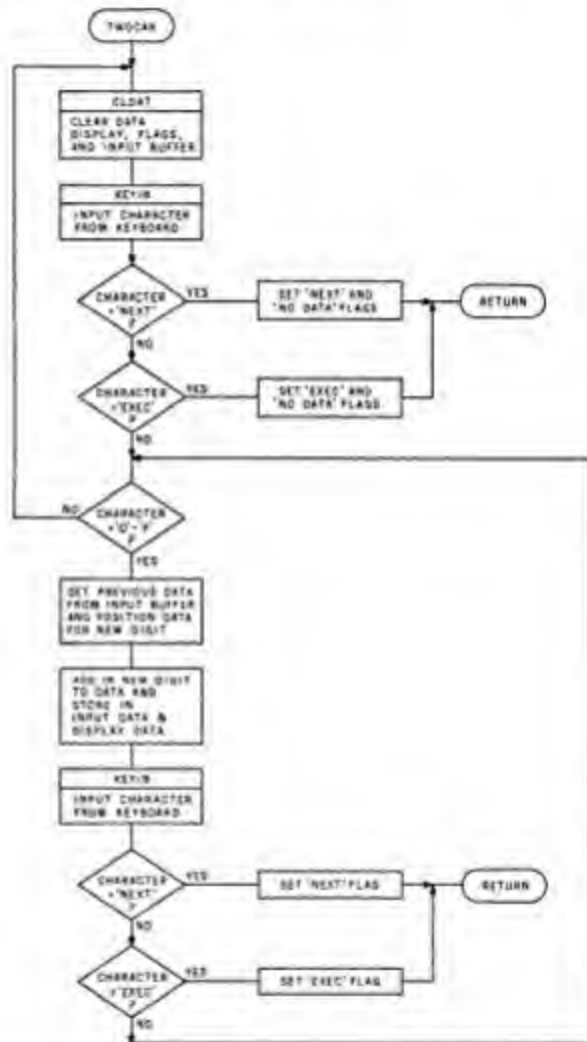 TWOCAR
CLDAT
CLEAR DATA
DISPLAY, FLAGS,
AND INPUT BUFFER
KEYIN
INPUT CHARACTER
FROM KEYBOARD
CHARACTER
="NEXT"
?
YES
SET "NEXT" AND
"NO DATA" FLAGS
RETURN
NO
CHARACTER
="EXEC"
?
YES
SET "EXEC" AND
"NO DATA" FLAGS
NO
CHARACTER
="0"-"F"
?
NO
YES
GET PREVIOUS DATA
FROM INPUT BUFFER
AND POSITION DATA
FOR NEW DIGIT
ADD IN NEW DIGIT
TO DATA AND
STORE IN
INPUT DATA &
DISPLAY DATA
KEYIN
INPUT CHARACTER
FROM KEYBOARD
CHARACTER
="NEXT"
?
YES
SET "NEXT" FLAG
RETURN
NO
CHARACTER
="EXEC"
?
YES
SET "EXEC" FLAG
NO